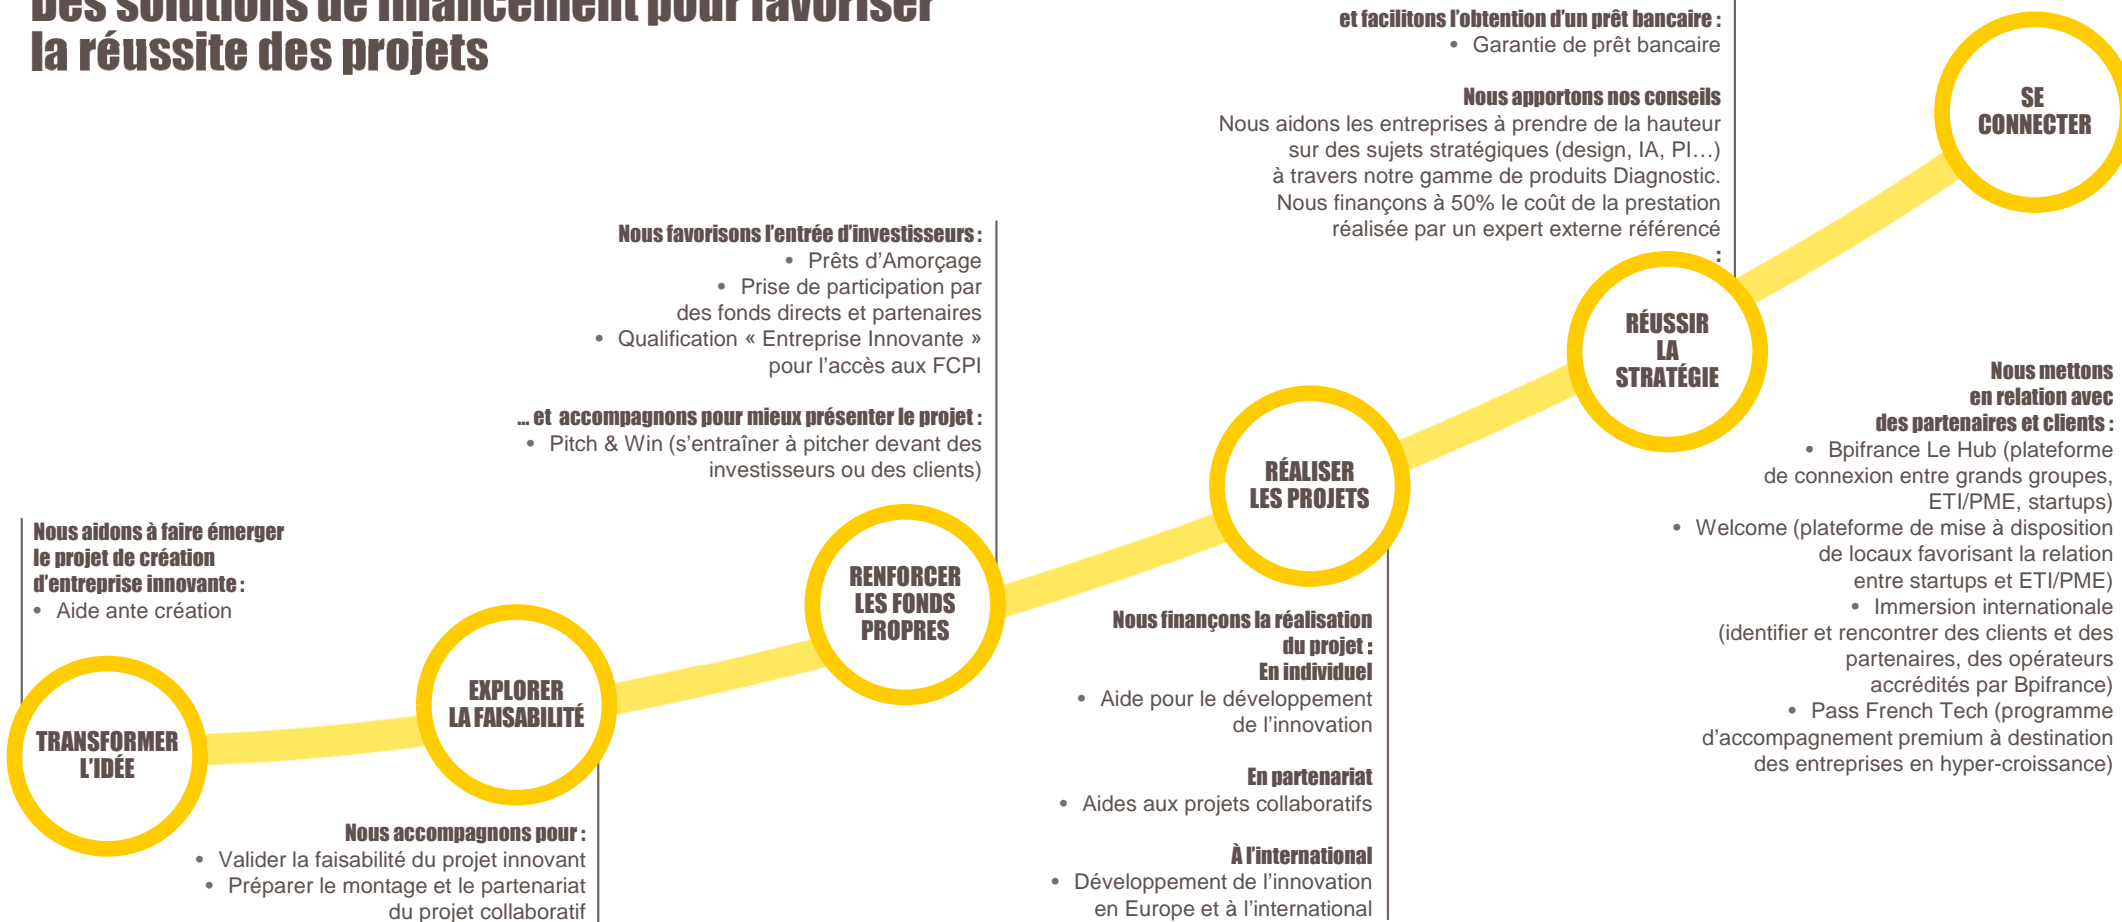 Des solutions de financement pour favoriser
la réussite des projets
Nous aidons à faire émerger
le projet de création
d'entreprise innovante :
• Aide ante création
TRANSFORMER
L'IDÉE
EXPLORER
LA FAISABILITÉ
Nous accompagnons pour :
• Valider la faisabilité du projet innovant
• Préparer le montage et le partenariat
du projet collaboratif
Nous favorisons l'entrée d'investisseurs :
• Prêts d'Amorçage
• Prise de participation par
des fonds directs et partenaires
• Qualification « Entreprise Innovante »
pour l'accès aux FCPI
... et accompagnons pour mieux présenter le projet :
• Pitch & Win (s'entraîner à pitcher devant des
investisseurs ou des clients)
RENFORCER
LES FONDS
PROPRES
RÉALISER
LES PROJETS
Nous finançons la réalisation
du projet :
En individuel
• Aide pour le développement
de l'innovation
En partenariat
• Aides aux projets collaboratifs
À l'international
• Développement de l'innovation
en Europe et à l'international
et facilitons l'obtention d'un prêt bancaire :
• Garantie de prêt bancaire
Nous apportons nos conseils
Nous aidons les entreprises à prendre de la hauteur
sur des sujets stratégiques (design, IA, PI…)
à travers notre gamme de produits Diagnostic.
Nous finançons à 50% le coût de la prestation
réalisée par un expert externe référencé
:
RÉUSSIR
LA
STRATÉGIE
SE
CONNECTER
Nous mettons
en relation avec
des partenaires et clients :
• Bpifrance Le Hub (plateforme
de connexion entre grands groupes,
ETI/PME, startups)
• Welcome (plateforme de mise à disposition
de locaux favorisant la relation
entre startups et ETI/PME)
• Immersion internationale
(identifier et rencontrer des clients et des
partenaires, des opérateurs
accrédités par Bpifrance)
• Pass French Tech (programme
d'accompagnement premium à destination
des entreprises en hyper-croissance)